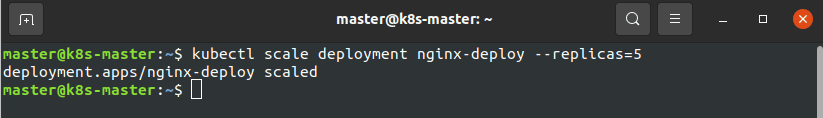 master@k8s-master: ~
master@k8s-master:~$ kubectl scale deployment nginx-deploy --replicas=5
deployment.apps/nginx-deploy scaled
master@k8s-master:~$